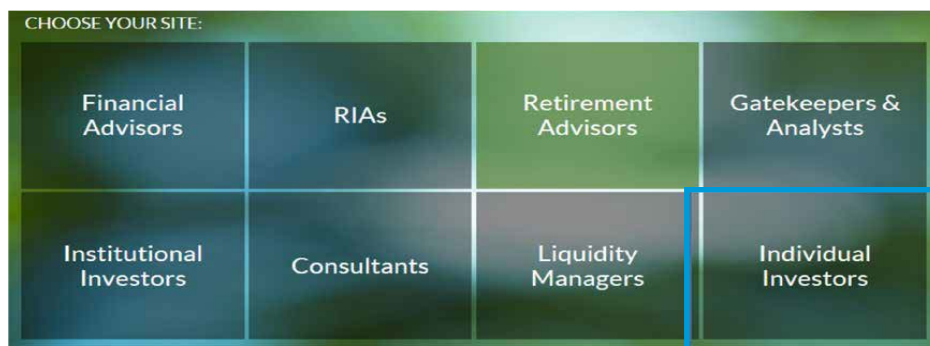 CHOOSE YOUR SITE:
Financial
Advisors
RIAs
Retirement
Advisors
Gatekeepers &
Analysts
Institutional
Investors
Consultants
Liquidity
Managers
Individual
Investors